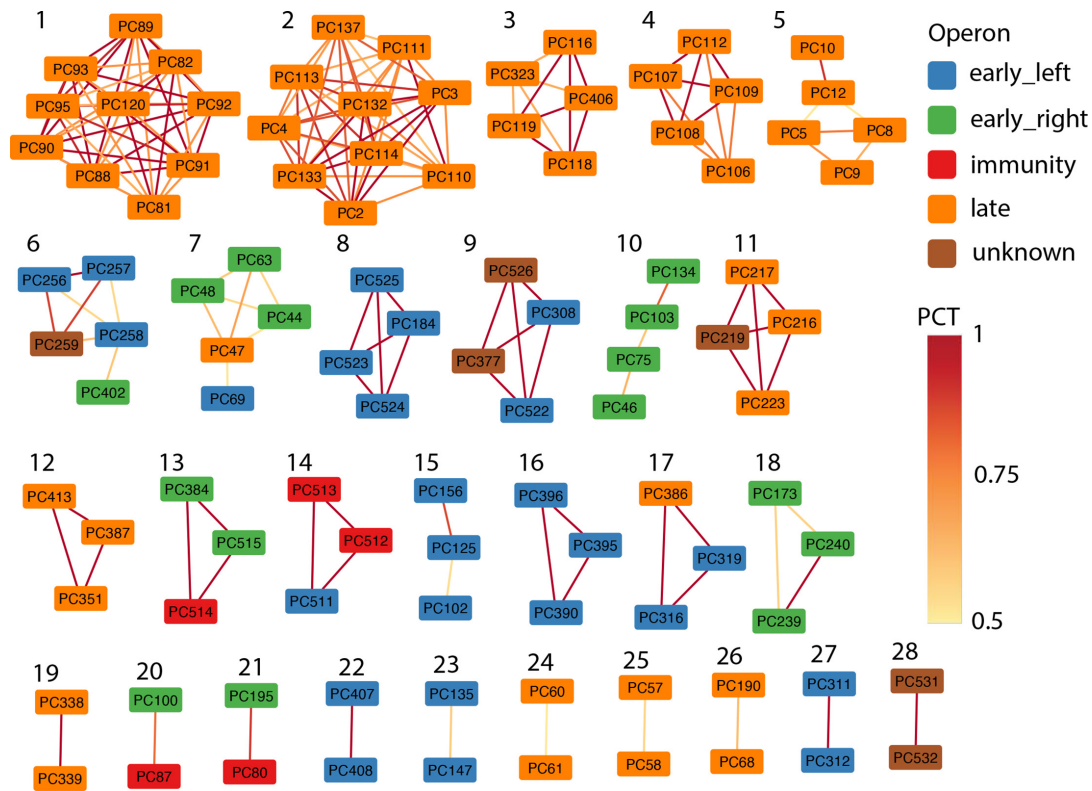 1
2
3
4
5
Operon
early_left
early_right
immunity
late
unknown
PC89
PC93
PC82
PC95
PC120
PC92
PC90
PC88
PC91
PC81
PC137
PC111
PC113
PC3
PC132
PC4
PC114
PC133
PC110
PC2
PC116
PC323
PC406
PC119
PC118
PC112
PC107
PC109
PC108
PC106
PC10
PC12
PC5
PC8
PC9
6
7
8
9
10
11
PC256
PC257
PC259
PC258
PC402
PC63
PC48
PC44
PC47
PC69
PC525
PC184
PC523
PC524
PC526
PC308
PC377
PC522
PC134
PC103
PC75
PC46
PC217
PC216
PC219
PC223
PCT
1
0.75
0.5
12
13
14
15
16
17
18
PC413
PC387
PC351
PC384
PC515
PC514
PC513
PC512
PC511
PC156
PC125
PC102
PC396
PC395
PC390
PC386
PC319
PC316
PC173
PC240
PC239
19
20
21
22
23
24
25
26
27
28
PC338
PC100
PC195
PC407
PC135
PC60
PC57
PC190
PC311
PC531
PC339
PC87
PC80
PC408
PC147
PC61
PC58
PC68
PC312
PC532